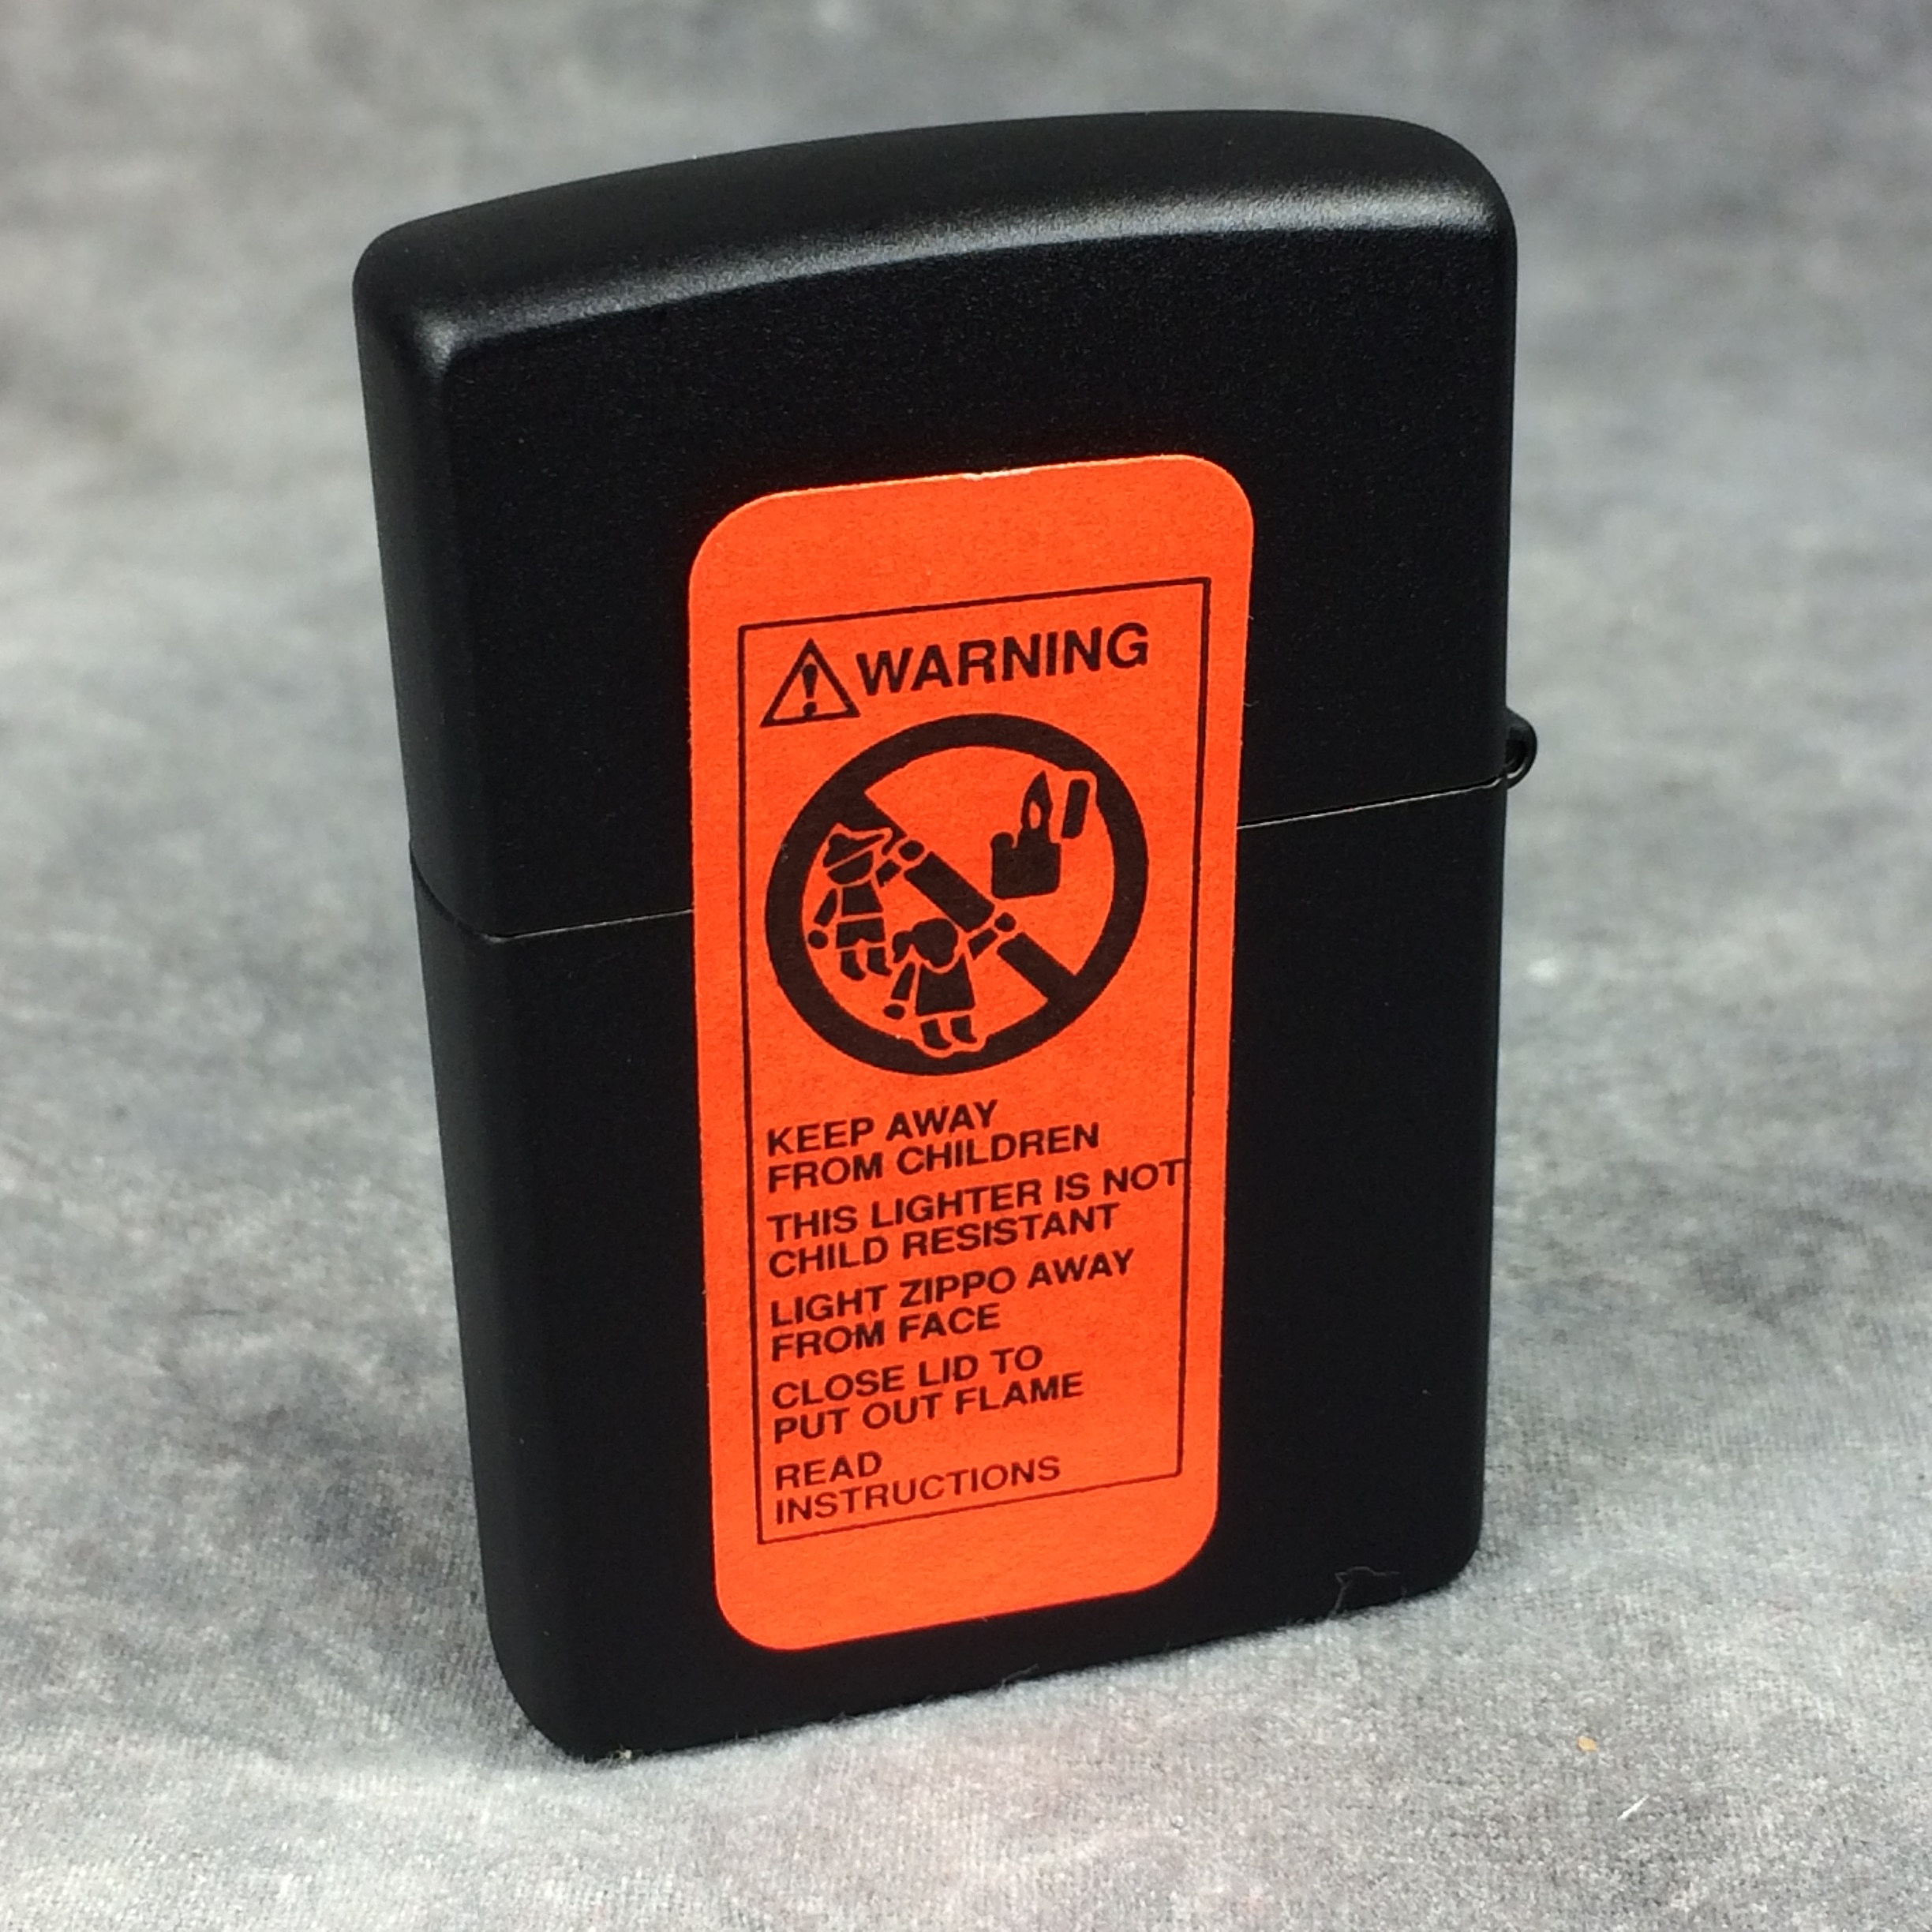 WARNING
KEEP AWAY
FROM CHILDREN
THIS LIGHTER IS NOT
CHILD RESISTANT
LIGHT ZIPPO AWAY
FROM FACE
CLOSE LID TO
PUT OUT FLAME
READ
INSTRUCTIONS